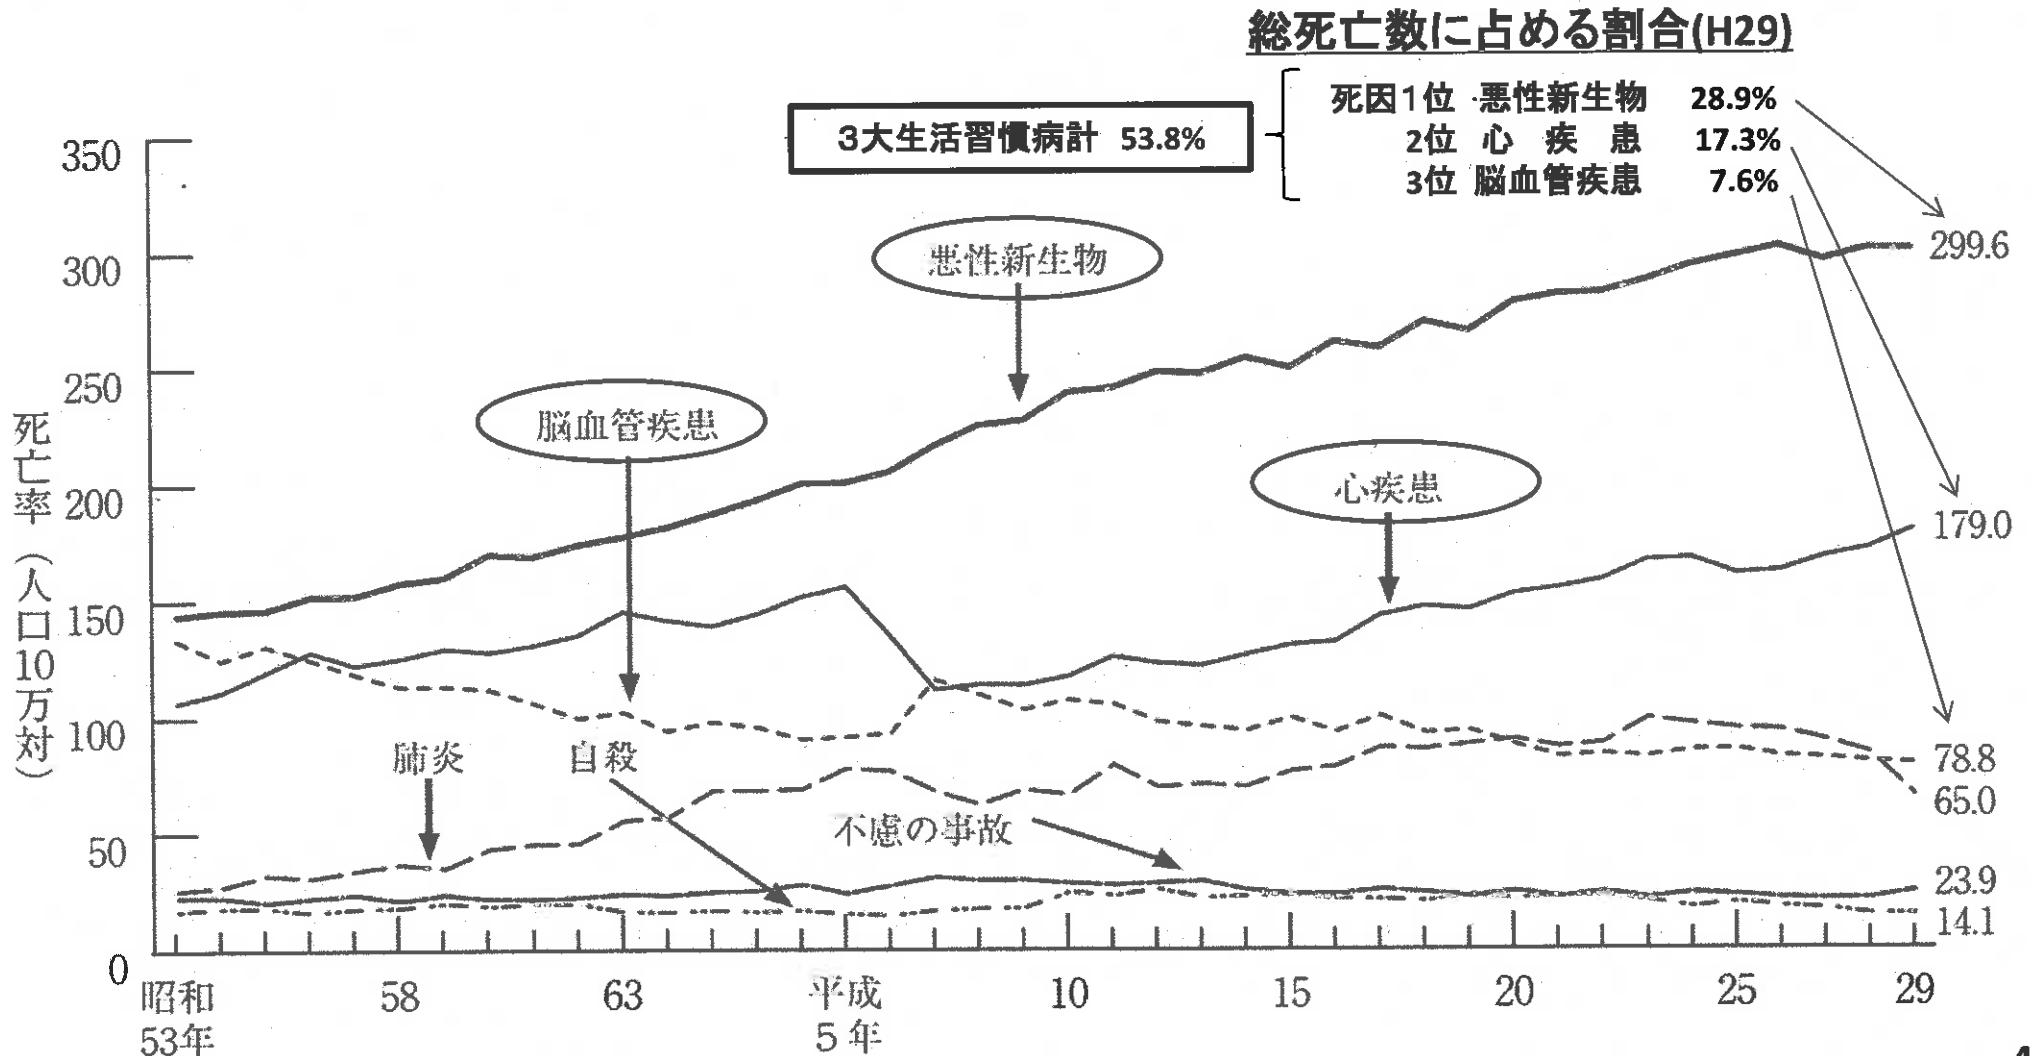 総死亡数に占める割合(H29)
3大生活習慣病計 53.8%
死因1位 悪性新生物 28.9%
2位 心疾患 17.3%
3位 脳血管疾患 7.6%
死亡率(人口10万対)
350
300
250
200
150
100
50
0
悪性新生物
脳血管疾患
心疾患
肺炎
自殺
不慮の事故
299.6
179.0
78.8
65.0
23.9
14.1
昭和
53年
58
63
平成
5年
10
15
20
25
29
4